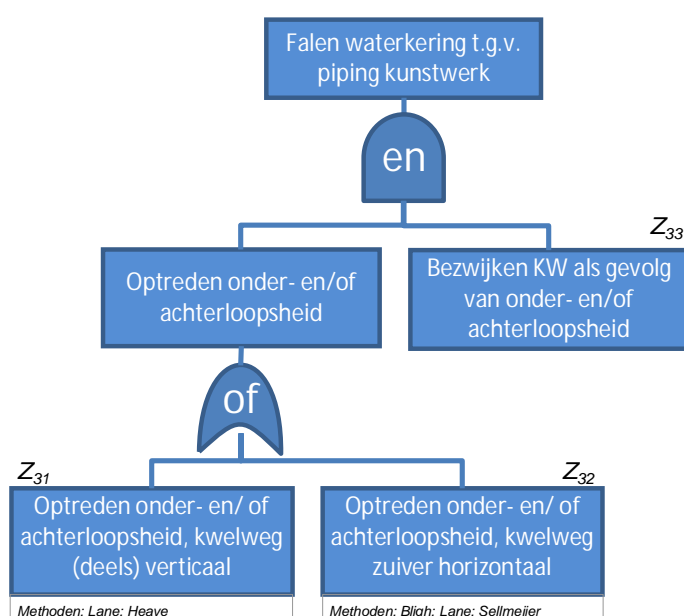 Falen waterkering t.g.v.
piping kunstwerk
en
Z33
Optreden onder- en/of
achterloopsheid
Bezwijken KW als gevolg
van onder- en/of
achterloopsheid
of
Z31
Z32
Optreden onder- en/ of
achterloopsheid, kwelweg
(deels) verticaal
Optreden onder- en/ of
achterloopsheid, kwelweg
zuiver horizontaal
Methoden: Lane; Heave
Methoden: Bligh; Lane; Sellmeijer